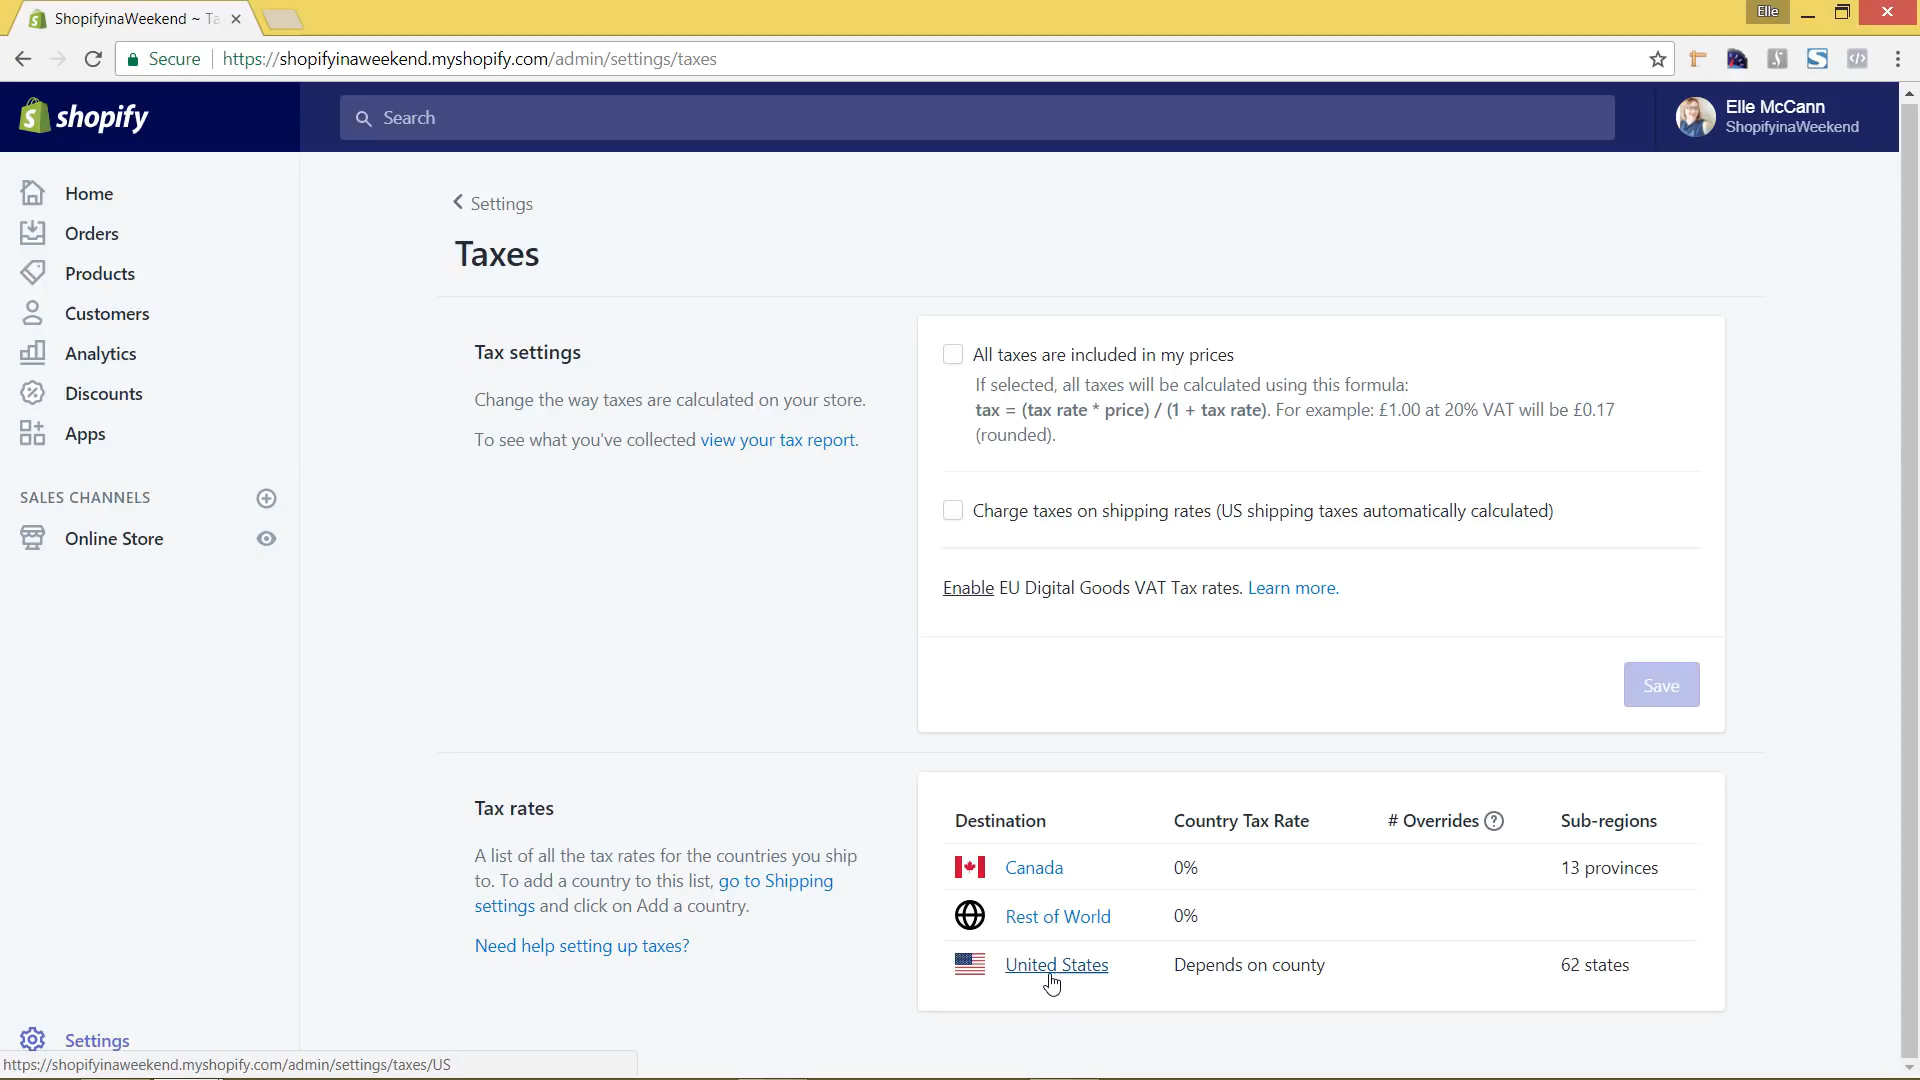 ShopifyinaWeekend ~ Ta
Elle
Secure
https://shopifyinaweekend.myshopify.com/admin/settings/taxes
shopify
Search
Elle McCann
ShopifyinaWeekend
Home
Orders
Products
Customers
Analytics
Discounts
Apps
SALES CHANNELS
Online Store
Settings
https://shopifyinaweekend.myshopify.com/admin/settings/taxes/US
Settings
Taxes
Tax settings
Change the way taxes are calculated on your store.
To see what you've collected view your tax report.
All taxes are included in my prices
If selected, all taxes will be calculated using this formula:
tax = (tax rate * price) / (1 + tax rate). For example: £1.00 at 20% VAT will be £0.17
(rounded).
Charge taxes on shipping rates (US shipping taxes automatically calculated)
Enable EU Digital Goods VAT Tax rates. Learn more.
Save
Tax rates
A list of all the tax rates for the countries you ship
to. To add a country to this list, go to Shipping
settings and click on Add a country.
Need help setting up taxes?
Destination Country Tax Rate # Overrides ? Sub-regions
Canada 0% 13 provinces
Rest of World 0%
United States Depends on county 62 states